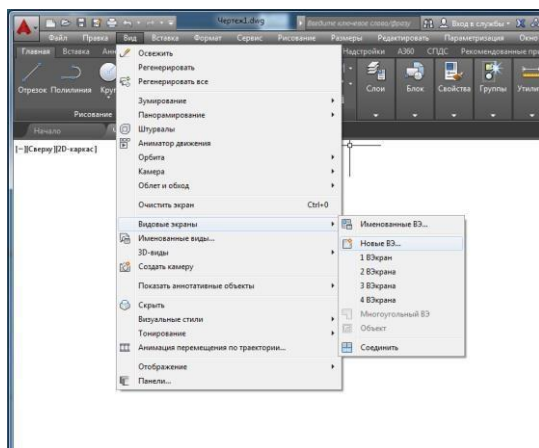 Чертеж1.dwg
Введите ключевое слово/фразу
Вход в службы
Файл Правка Вид Вставка Формат Сервис Рисование Размеры Редактировать Параметризация Окно
Главная Вставка
Надстройки A360 СПДС Рекомендованные
Отрезок Полилиния Круг
Слои Блок Свойства Группы
Рисование
Начало
[−][Сверху][2D-каркас]
Освежить
Регенерировать
Регенерировать все
Зумирование
Панорамирование
Штурвалы
Аниматор движения
Орбита
Камера
Облет и обход
Очистить экран Ctrl+0
Видовые экраны
Именованные виды...
3D-виды
Создать камеру
Показать аннотативные объекты
Скрыть
Визуальные стили
Тонирование
Анимация перемещения по траектории...
Отображение
Панели...
Именованные ВЭ...
Новые ВЭ...
1 ВЭкран
2 ВЭкрана
3 ВЭкрана
4 ВЭкрана
Многоугольный ВЭ
Объект
Соединить